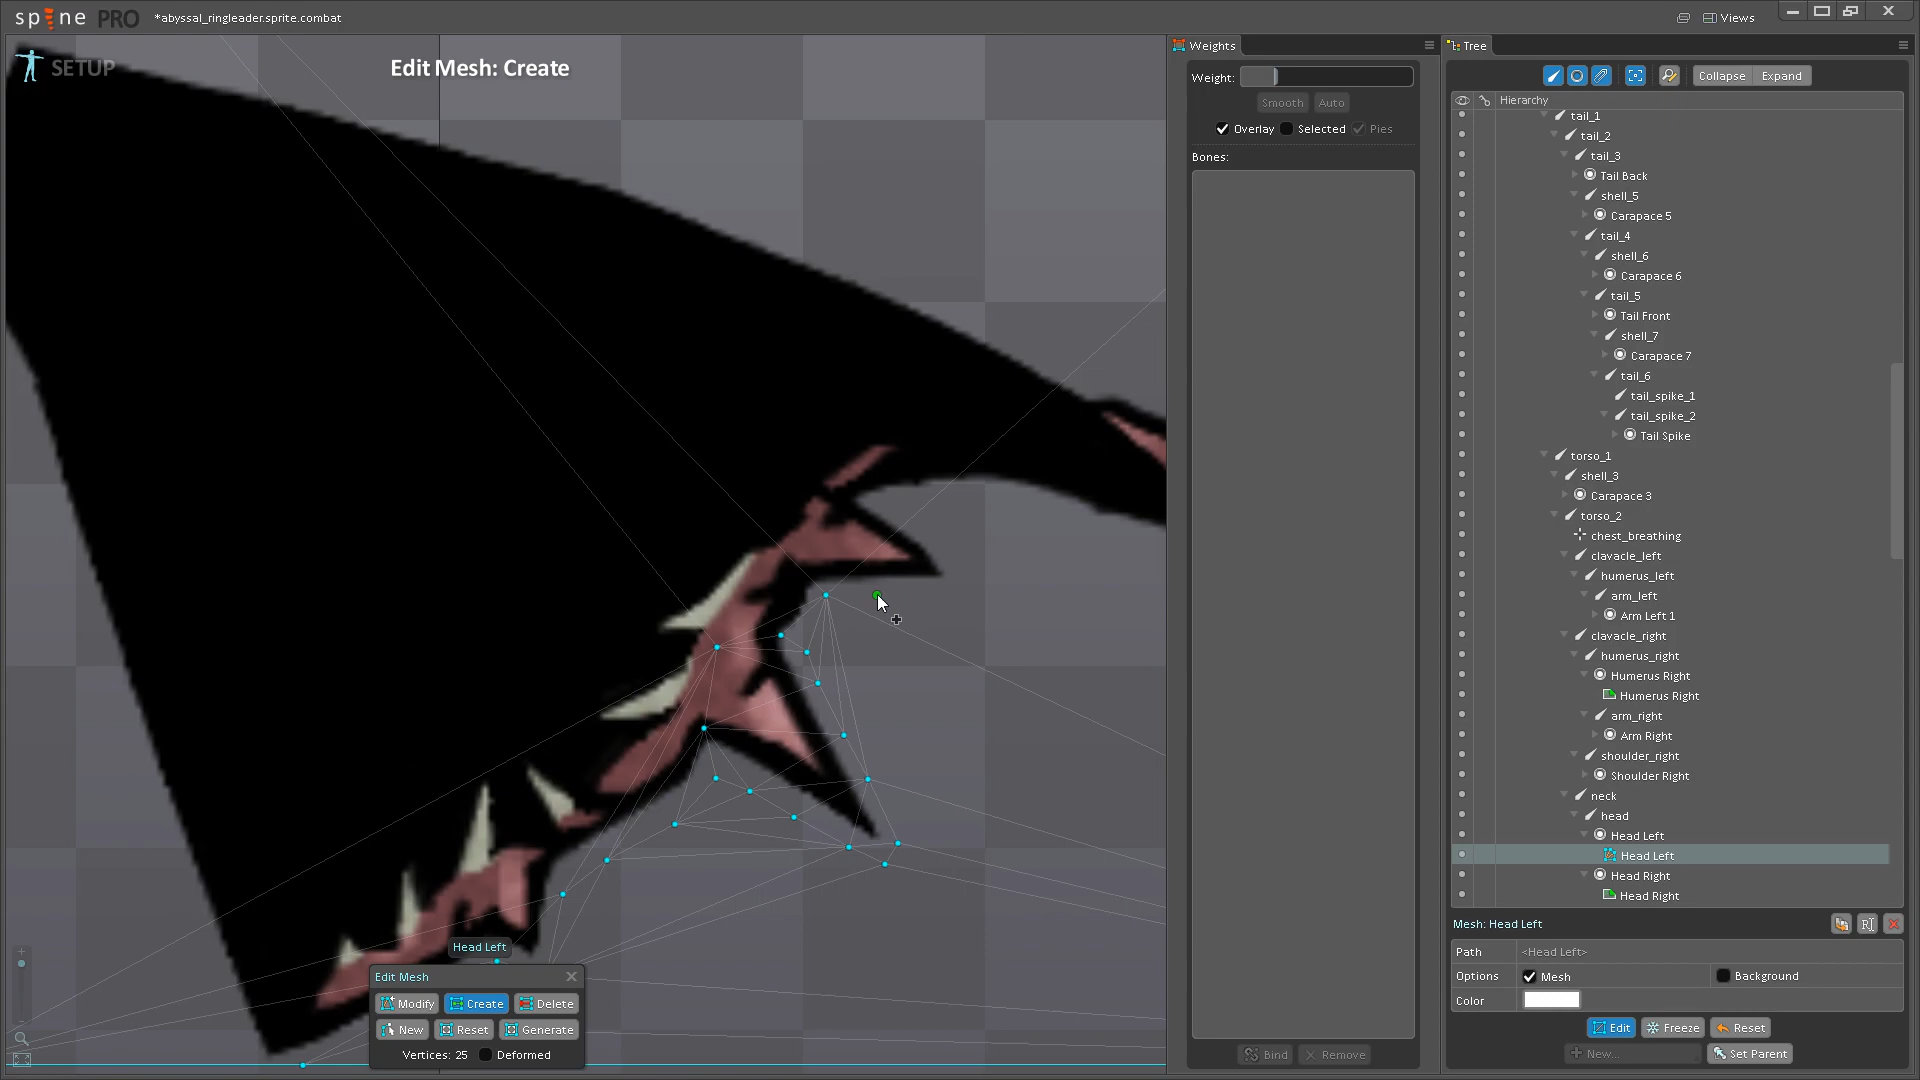 spine PRO
*abyssal_ringleader.sprite.combat
Views
SETUP
Edit Mesh: Create
Weights
Weight:
Smooth
Auto
Overlay
Selected
Pies
Bones:
Bind
Remove
Tree
Collapse
Expand
Hierarchy
tail_1
tail_2
tail_3
Tail Back
shell_5
Carapace 5
tail_4
shell_6
Carapace 6
tail_5
Tail Front
shell_7
Carapace 7
tail_6
tail_spike_1
tail_spike_2
Tail Spike
torso_1
shell_3
Carapace 3
torso_2
chest_breathing
clavacle_left
humerus_left
arm_left
Arm Left 1
clavacle_right
humerus_right
Humerus Right
Humerus Right
arm_right
Arm Right
shoulder_right
Shoulder Right
neck
head
Head Left
Head Left
Head Right
Head Right
Mesh: Head Left
Path
<Head Left>
Options
Mesh
Background
Color
Edit
Freeze
Reset
New...
Set Parent
Head Left
Edit Mesh
Modify
Create
Delete
New
Reset
Generate
Vertices: 25
Deformed